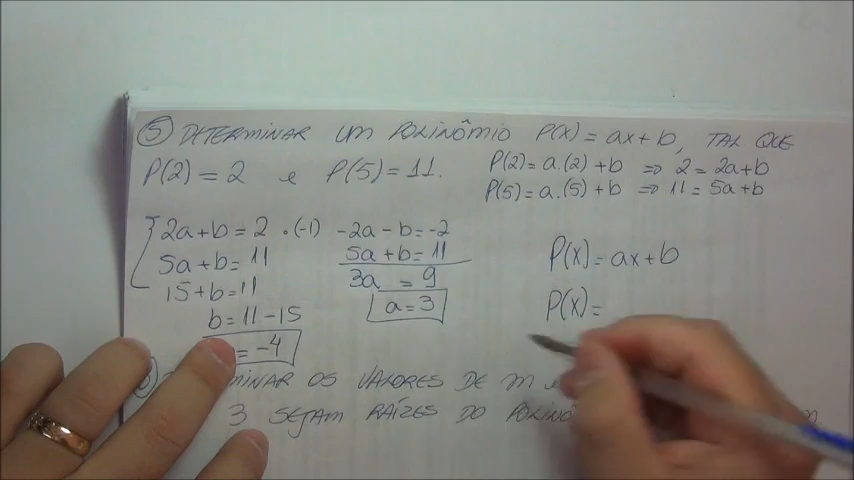 5 DETERMINAR UM POLINÔMIO P(X) = ax + b, TAL QUE
P(2) = 2 e P(5) = 11.
P(2) = a.(2) + b => 2 = 2a + b
P(5) = a.(5) + b => 11 = 5a + b
2a + b = 2 .(-1)
5a + b = 11
15 + b = 11
b = 11 - 15
= -4
-2a - b = -2
5a + b = 11
3a = 9
a = 3
P(X) = ax + b
P(X) =
OS VALORES DE m
3 SEJAM RAÍZES DO